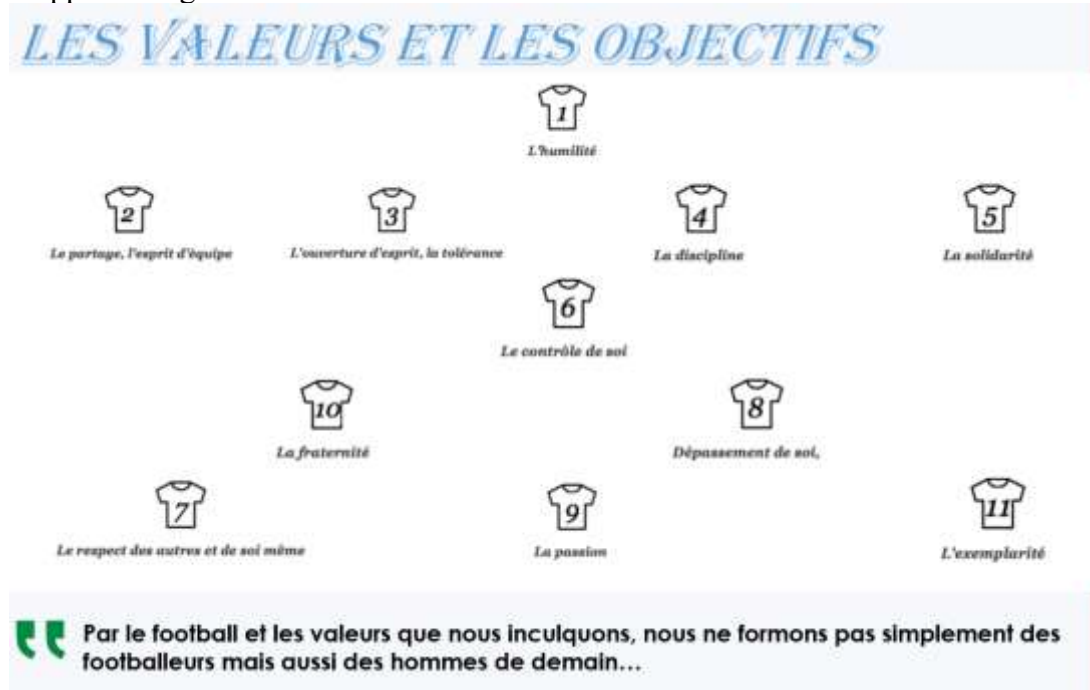 LES VALEURS ET LES OBJECTIFS
1
L'humilité
2 3 4 5
Le partage, l'esprit d'équipe L'ouverture d'esprit, la tolérance La discipline La solidarité
6
Le contrôle de soi
10 8
La fraternité Dépassement de soi,
7 9 11
Le respect des autres et de soi même La passion L'exemplarité
Par le football et les valeurs que nous inculquons, nous ne formons pas simplement des
footballeurs mais aussi des hommes de demain…